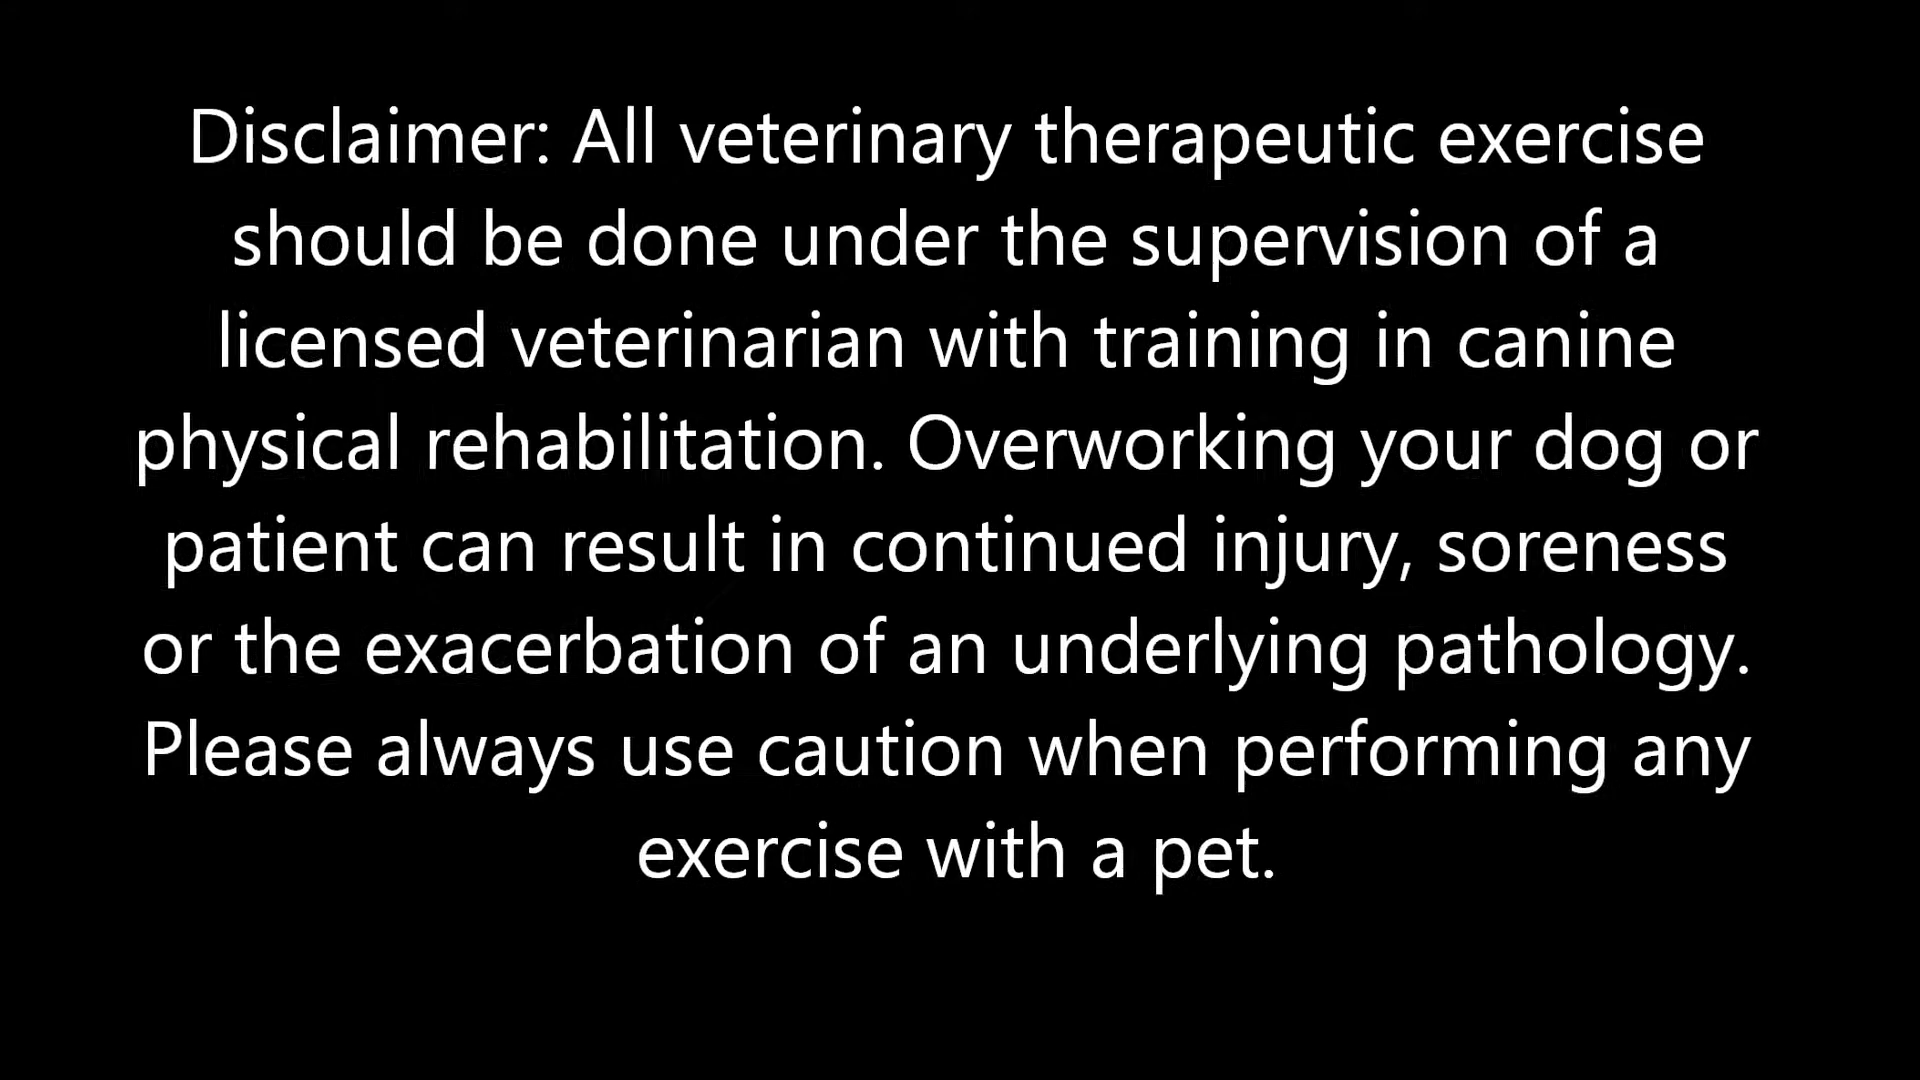 Disclaimer: All veterinary therapeutic exercise
should be done under the supervision of a
licensed veterinarian with training in canine
physical rehabilitation. Overworking your dog or
patient can result in continued injury, soreness
or the exacerbation of an underlying pathology.
Please always use caution when performing any
exercise with a pet.